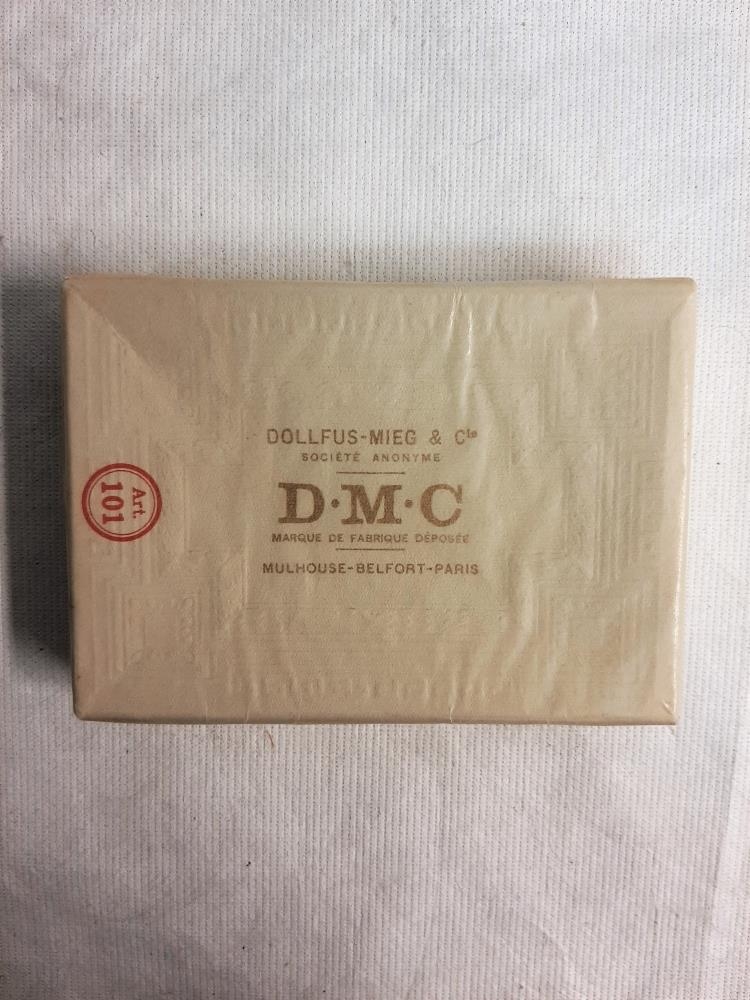 DOLLFUS-MIEG & Cie
SOCIÉTÉ ANONYME
D·M·C
MARQUE DE FABRIQUE DÉPOSÉE
MULHOUSE-BELFORT-PARIS
Art.
101